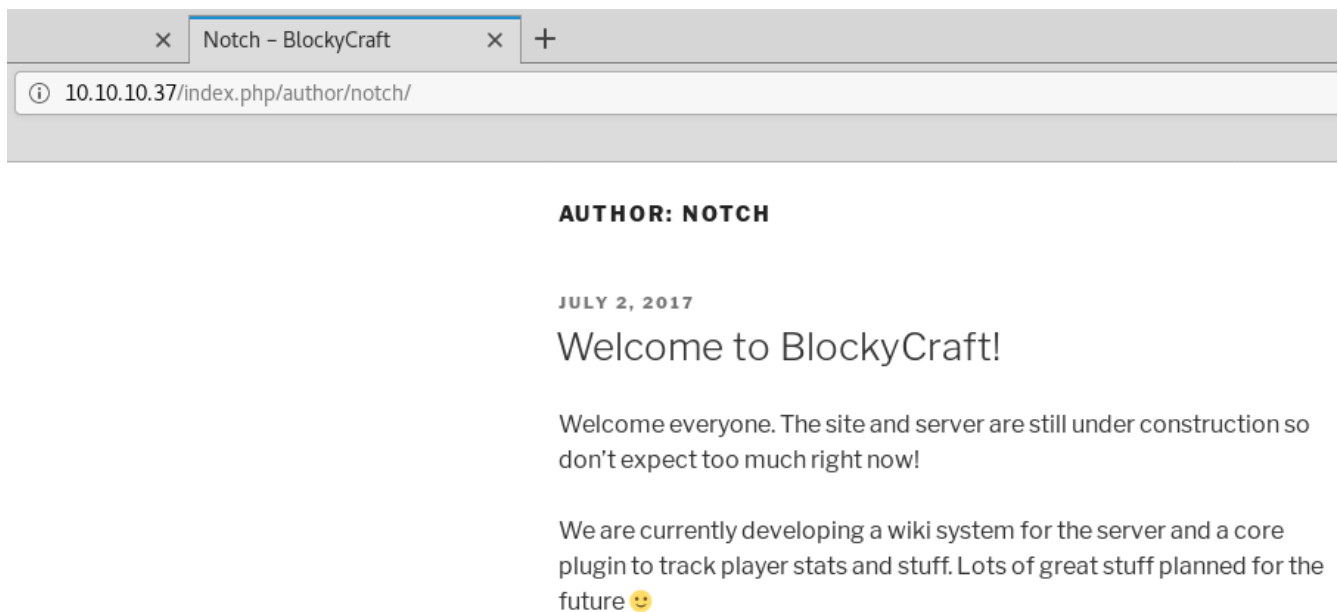 Notch – BlockyCraft
10.10.10.37/index.php/author/notch/
AUTHOR: NOTCH
JULY 2, 2017
Welcome to BlockyCraft!
Welcome everyone. The site and server are still under construction so
don’t expect too much right now!
We are currently developing a wiki system for the server and a core
plugin to track player stats and stuff. Lots of great stuff planned for the
future 🙂